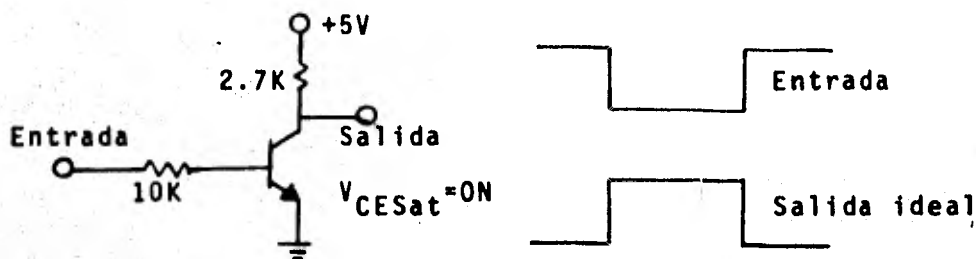 +5V
2.7K
Entrada
Salida
10K
VCESat=ON
Entrada
Salida ideal